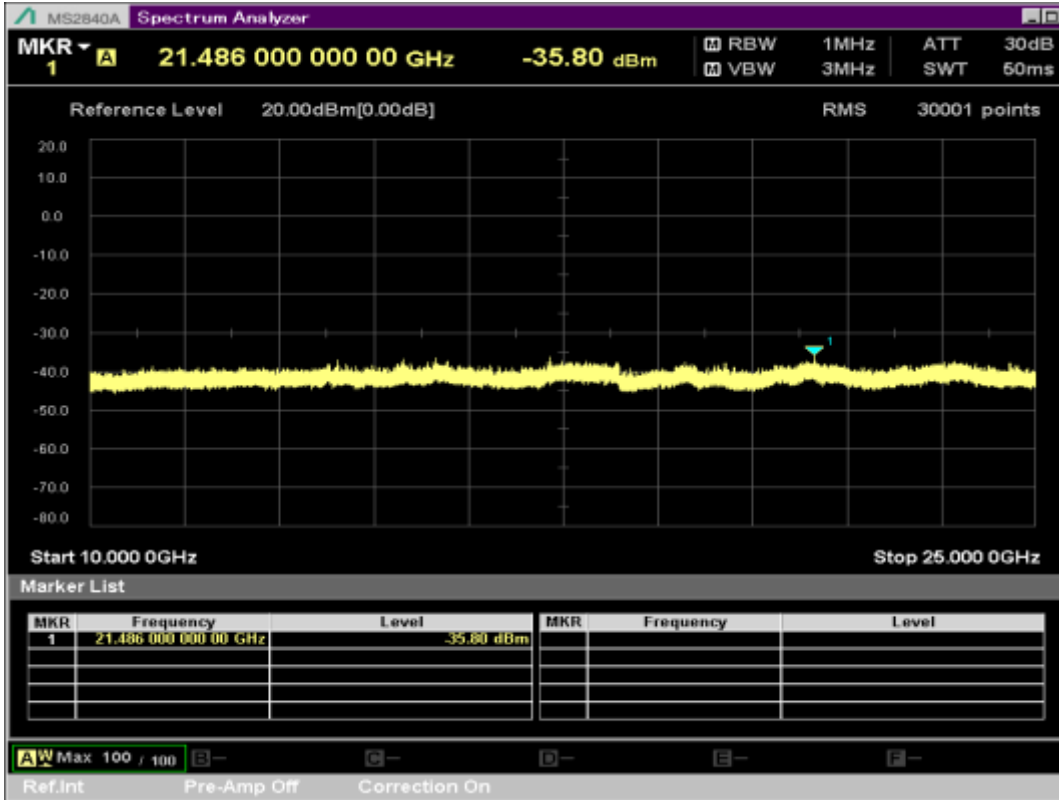 MS2840A Spectrum Analyzer
MKR A 21.486 000 000 00 GHz -35.80 dBm M RBW 1MHz ATT 30dB
1 M VBW 3MHz SWT 50ms
Reference Level 20.00dBm[0.00dB] RMS 30001 points
20.0
10.0
0.0
-10.0
-20.0
-30.0
1
-40.0
-50.0
-60.0
-70.0
-80.0
Start 10.000 0GHz Stop 25.000 0GHz
Marker List
MKR Frequency Level MKR Frequency Level
1 21.486 000 000 00 GHz -35.80 dBm
A W Max 100 / 100 B-- C-- D-- E-- F--
Ref.Int Pre-Amp Off Correction On